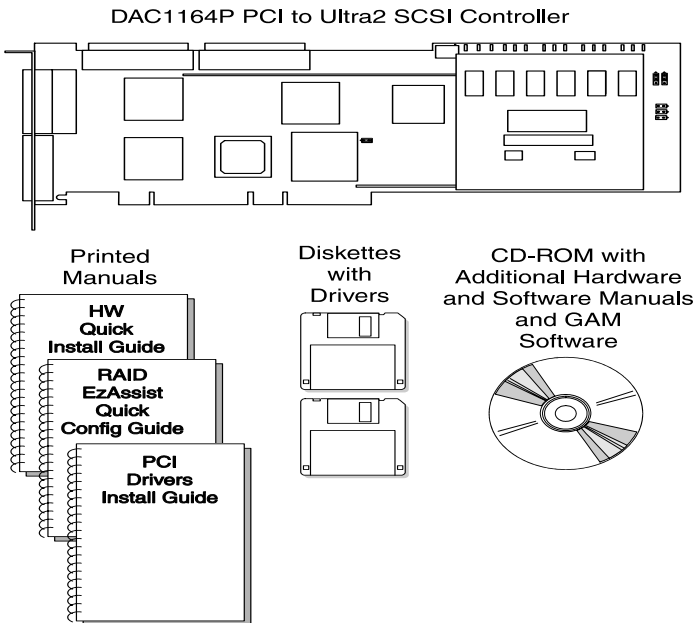 DAC1164P PCI to Ultra2 SCSI Controller
Printed
Manuals
HW
Quick
Install Guide
RAID
EzAssist
Quick
Config Guide
PCI
Drivers
Install Guide
Diskettes
with
Drivers
CD-ROM with
Additional Hardware
and Software Manuals
and GAM
Software